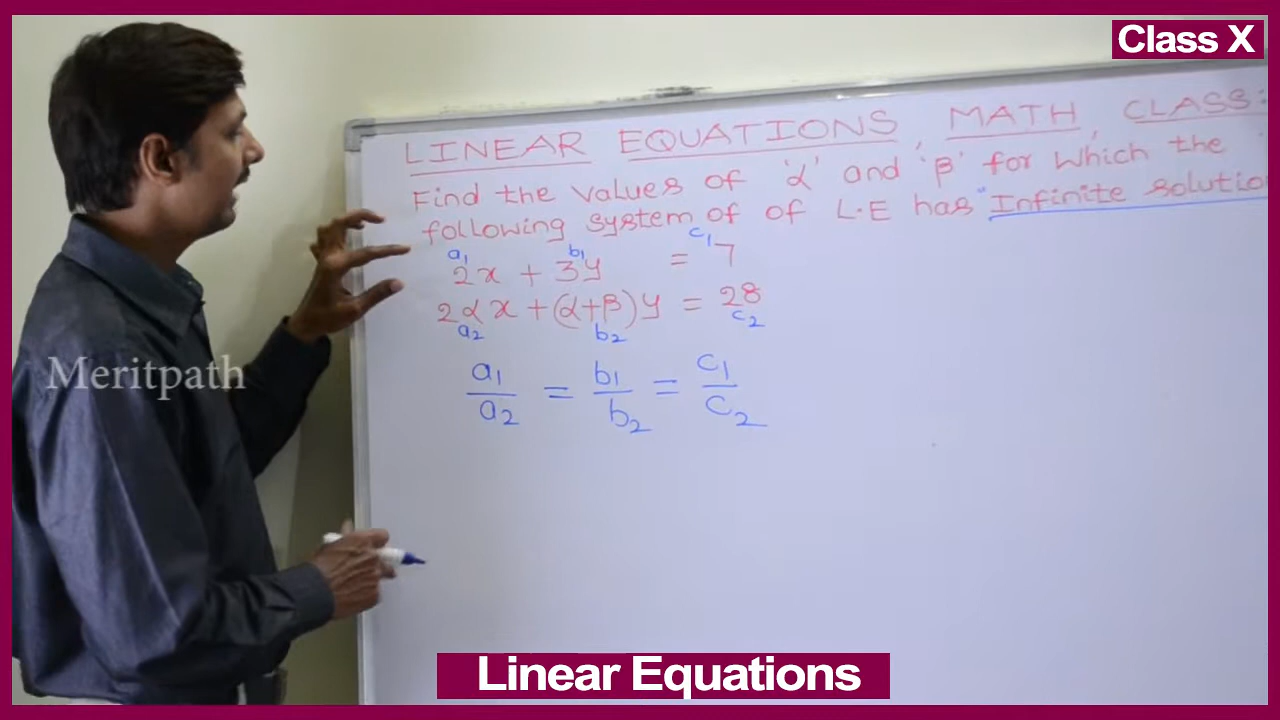 Class X
LINEAR EQUATIONS, MATH, CLASS:
Find the values of 'α' and 'β' for which the
following system of of L.E has "Infinite solutio
a1 b1 c1
2x + 3y = 7
2αx + (α+β)y = 28
a2 b2 c2
a1/a2 = b1/b2 = c1/c2
Meritpath
Linear Equations